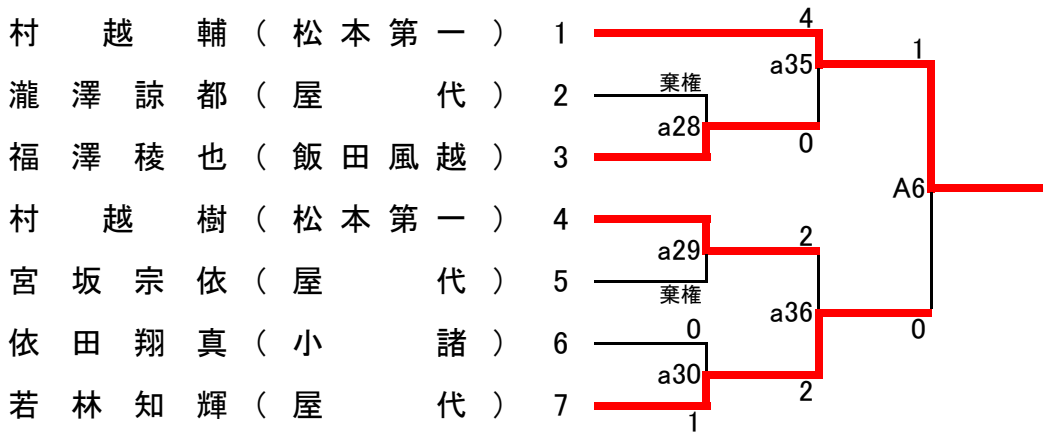 村越輔（松本第一） 1
瀧澤諒都（屋代） 2
福澤稜也（飯田風越） 3
村越樹（松本第一） 4
宮坂宗依（屋代） 5
依田翔真（小諸） 6
若林知輝（屋代） 7
4
a35
1
棄権
a28
0
A6
a29
2
棄権
a36
0
0
a30
2
1